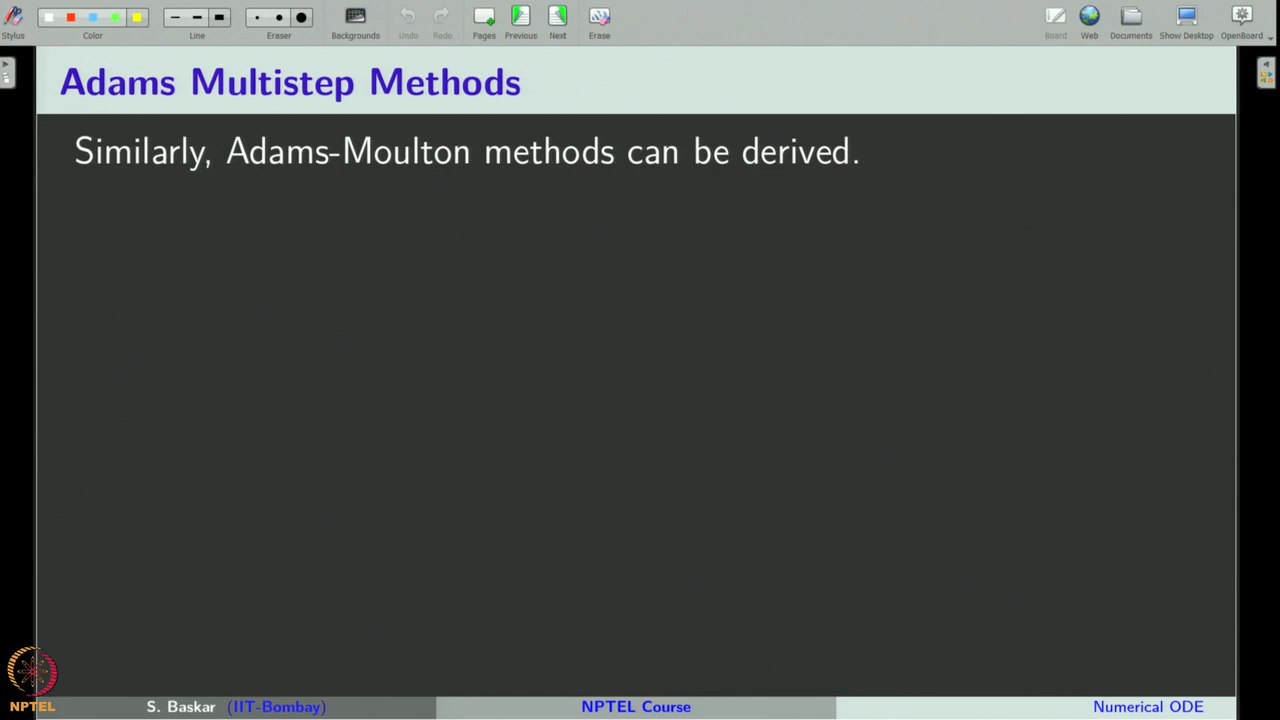 Stylus
Color
Line
Eraser
Backgrounds
Undo
Redo
Pages
Previous
Next
Erase
Board
Web
Documents
Show Desktop
OpenBoard
Adams Multistep Methods
Similarly, Adams-Moulton methods can be derived.
NPTEL
S. Baskar (IIT-Bombay)
NPTEL Course
Numerical ODE